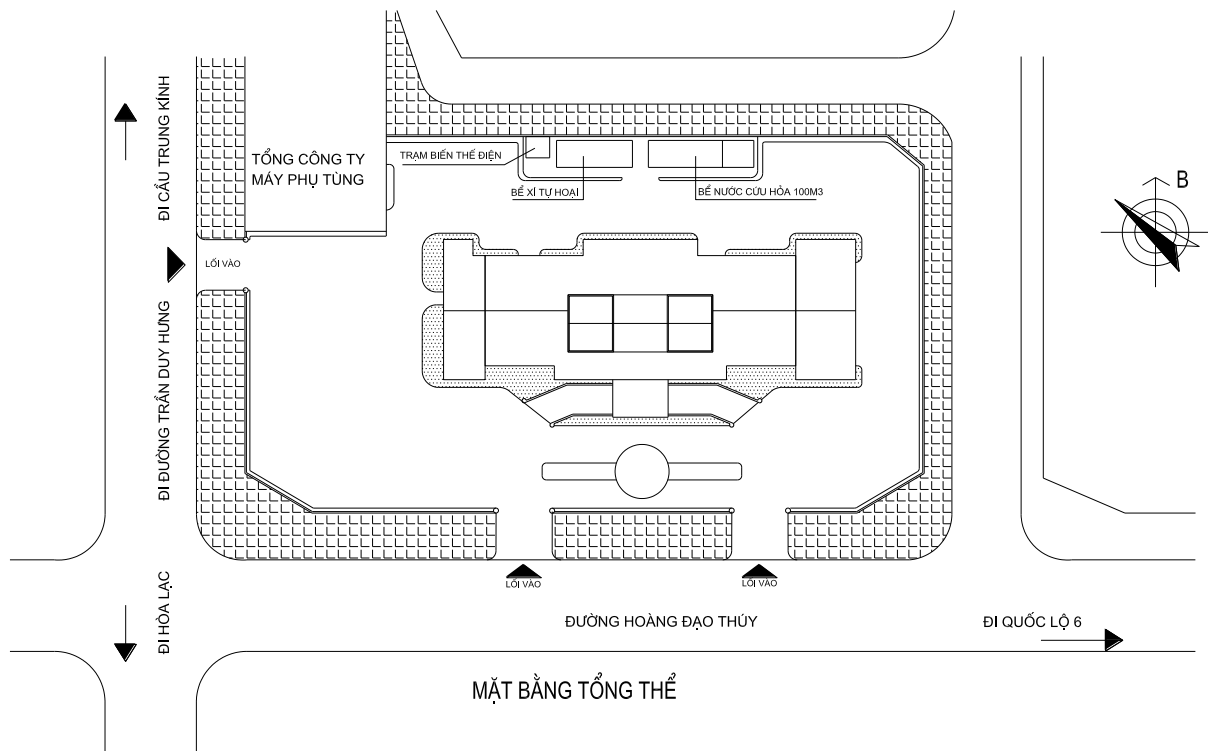 ĐI CẦU TRUNG KÍNH
TỔNG CÔNG TY
MÁY PHỤ TÙNG
TRẠM BIẾN THẾ ĐIỆN
BỂ XÍ TỰ HOẠI
BỂ NƯỚC CỨU HỎA 100M3
B
LỐI VÀO
ĐI ĐƯỜNG TRẦN DUY HƯNG
ĐI HÒA LẠC
LỐI VÀO
LỐI VÀO
ĐƯỜNG HOÀNG ĐẠO THÚY
ĐI QUỐC LỘ 6
MẶT BẰNG TỔNG THỂ